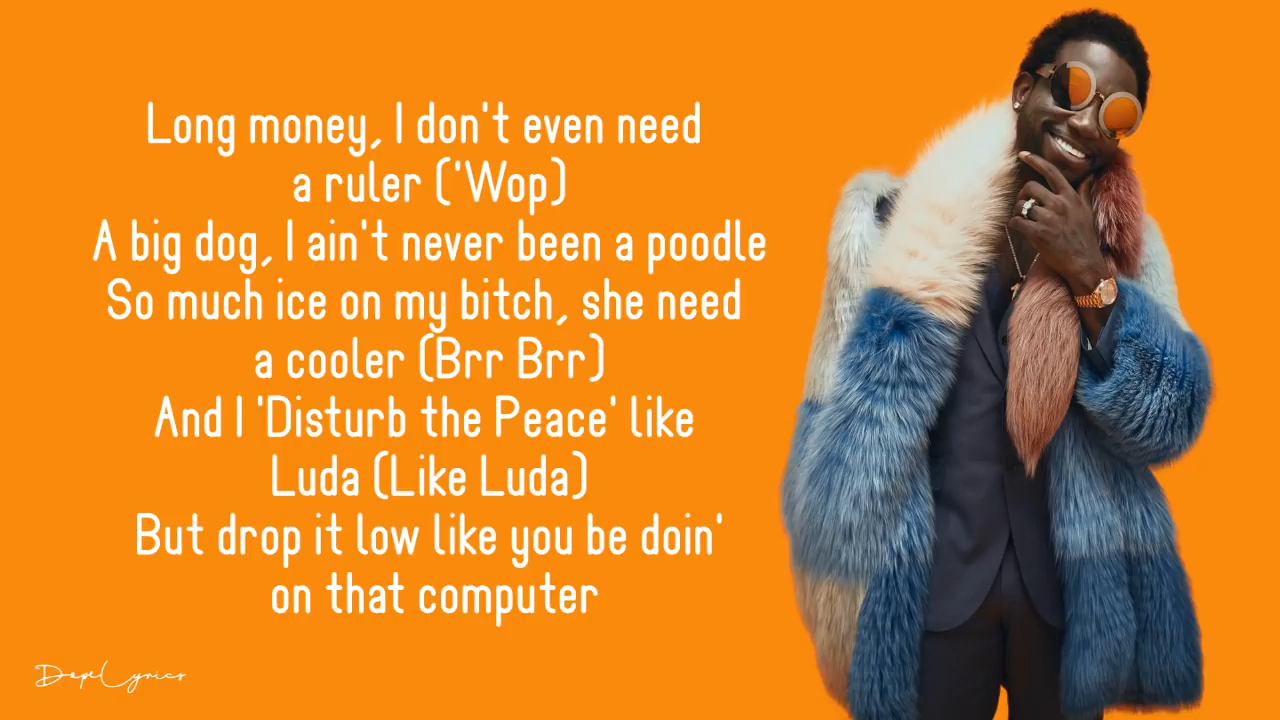 Long money, I don't even need
a ruler ('Wop)
A big dog, I ain't never been a poodle
So much ice on my bitch, she need
a cooler (Brr Brr)
And I 'Disturb the Peace' like
Luda (Like Luda)
But drop it low like you be doin'
on that computer
DopeLyrics